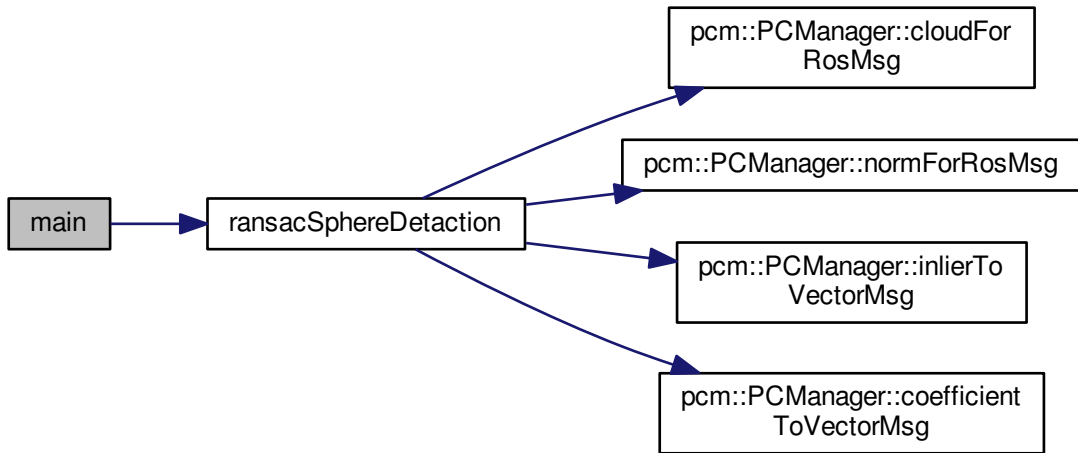 pcm::PCManager::cloudFor
RosMsg
pcm::PCManager::normForRosMsg
main
ransacSphereDetaction
pcm::PCManager::inlierTo
VectorMsg
pcm::PCManager::coefficient
ToVectorMsg